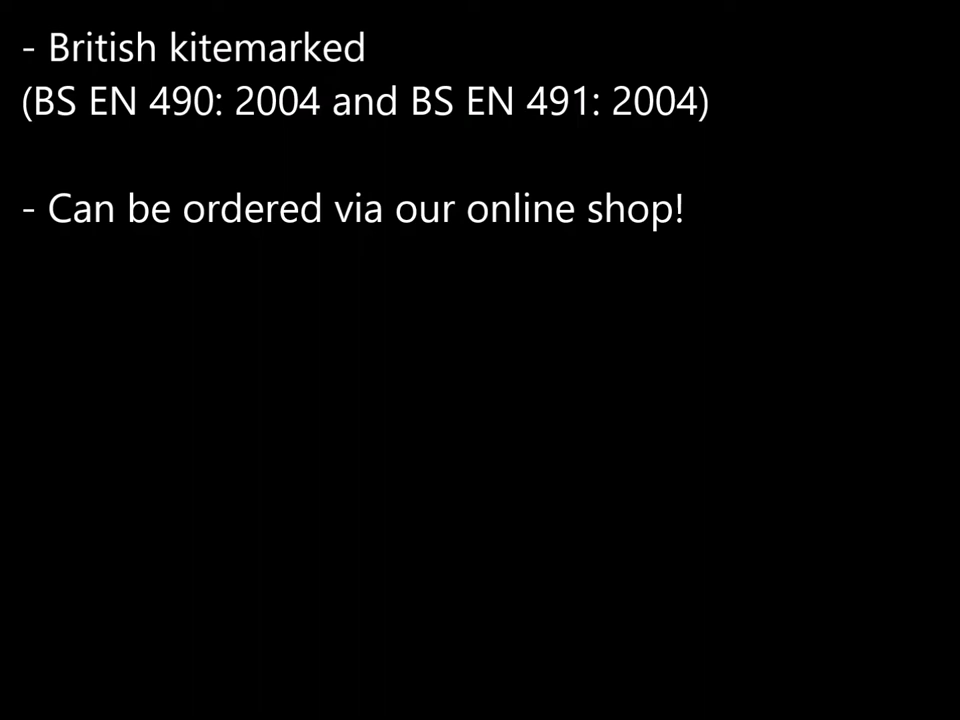 - British kitemarked
(BS EN 490: 2004 and BS EN 491: 2004)
- Can be ordered via our online shop!